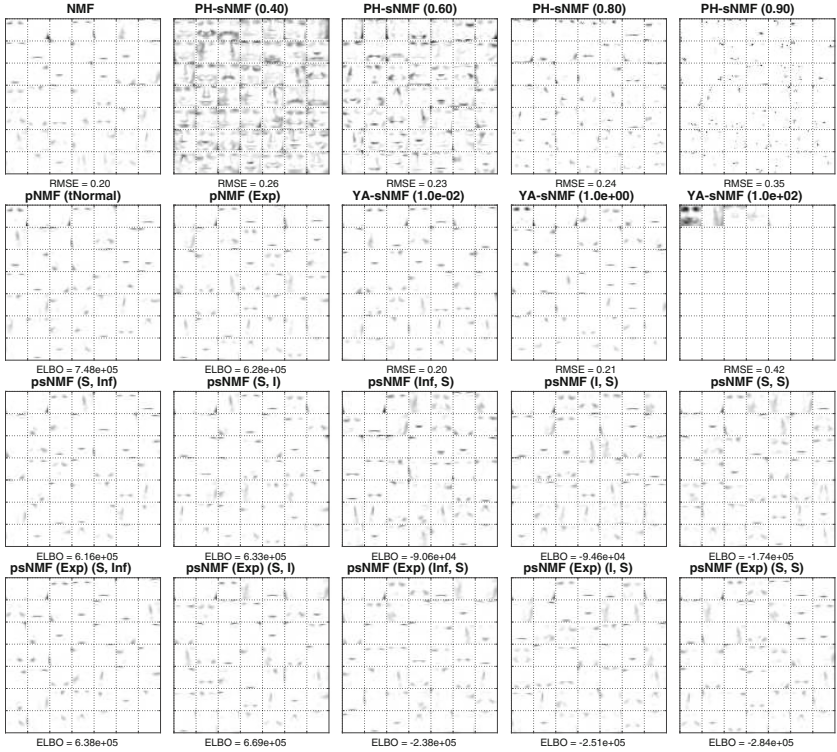 NMF PH-sNMF (0.40) PH-sNMF (0.60) PH-sNMF (0.80) PH-sNMF (0.90)
RMSE = 0.20 RMSE = 0.26 RMSE = 0.23 RMSE = 0.24 RMSE = 0.35
pNMF (tNormal) pNMF (Exp) YA-sNMF (1.0e-02) YA-sNMF (1.0e+00) YA-sNMF (1.0e+02)
ELBO = 7.48e+05 ELBO = 6.28e+05 RMSE = 0.20 RMSE = 0.21 RMSE = 0.42
psNMF (S, Inf) psNMF (S, I) psNMF (Inf, S) psNMF (I, S) psNMF (S, S)
ELBO = 6.16e+05 ELBO = 6.33e+05 ELBO = -9.06e+04 ELBO = -9.46e+04 ELBO = -1.74e+05
psNMF (Exp) (S, Inf) psNMF (Exp) (S, I) psNMF (Exp) (Inf, S) psNMF (Exp) (I, S) psNMF (Exp) (S, S)
ELBO = 6.38e+05 ELBO = 6.69e+05 ELBO = -2.38e+05 ELBO = -2.51e+05 ELBO = -2.84e+05